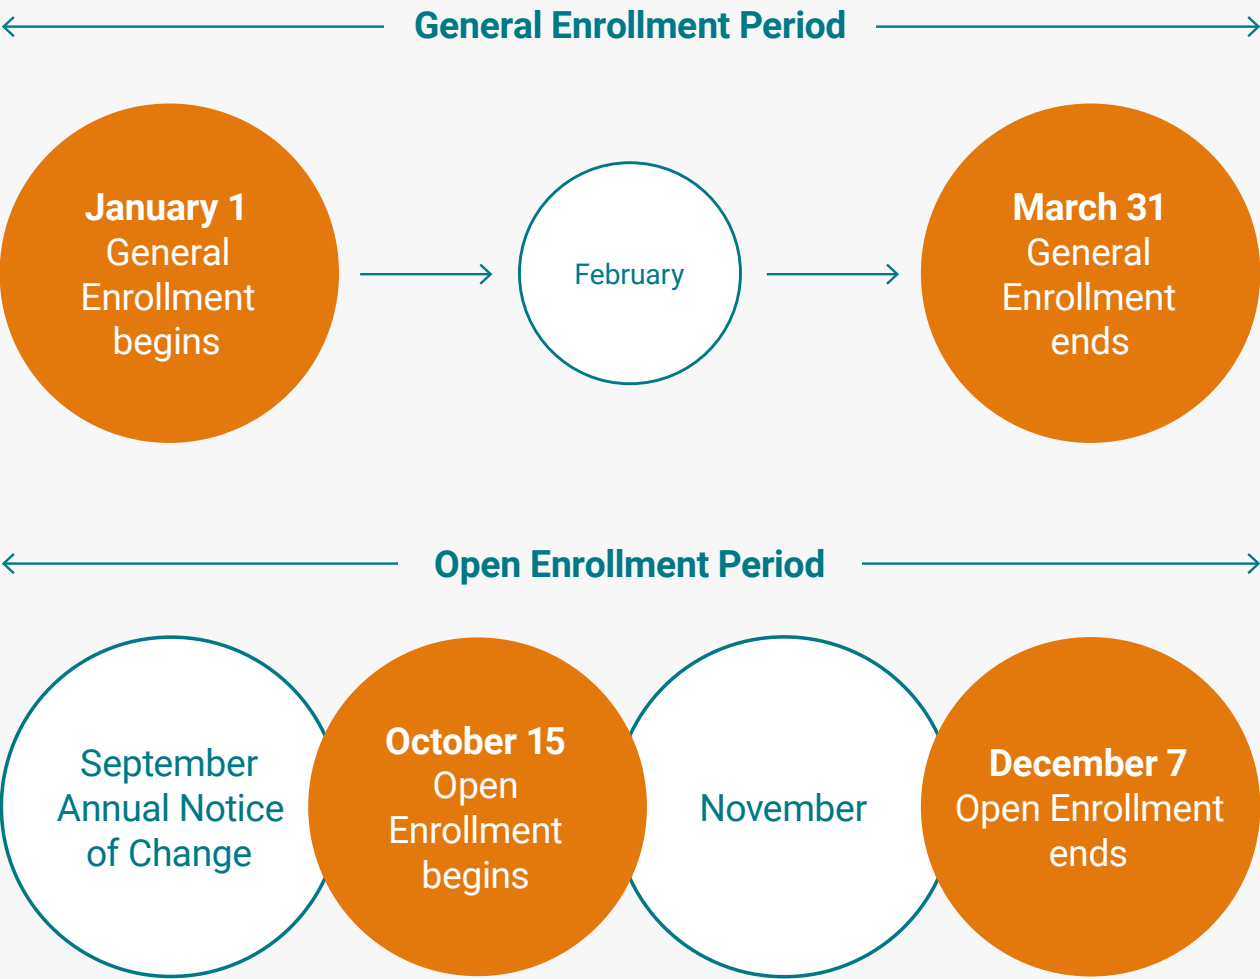 General Enrollment Period
January 1
General
Enrollment
begins
February
March 31
General
Enrollment
ends
Open Enrollment Period
September
Annual Notice
of Change
October 15
Open
Enrollment
begins
November
December 7
Open Enrollment
ends